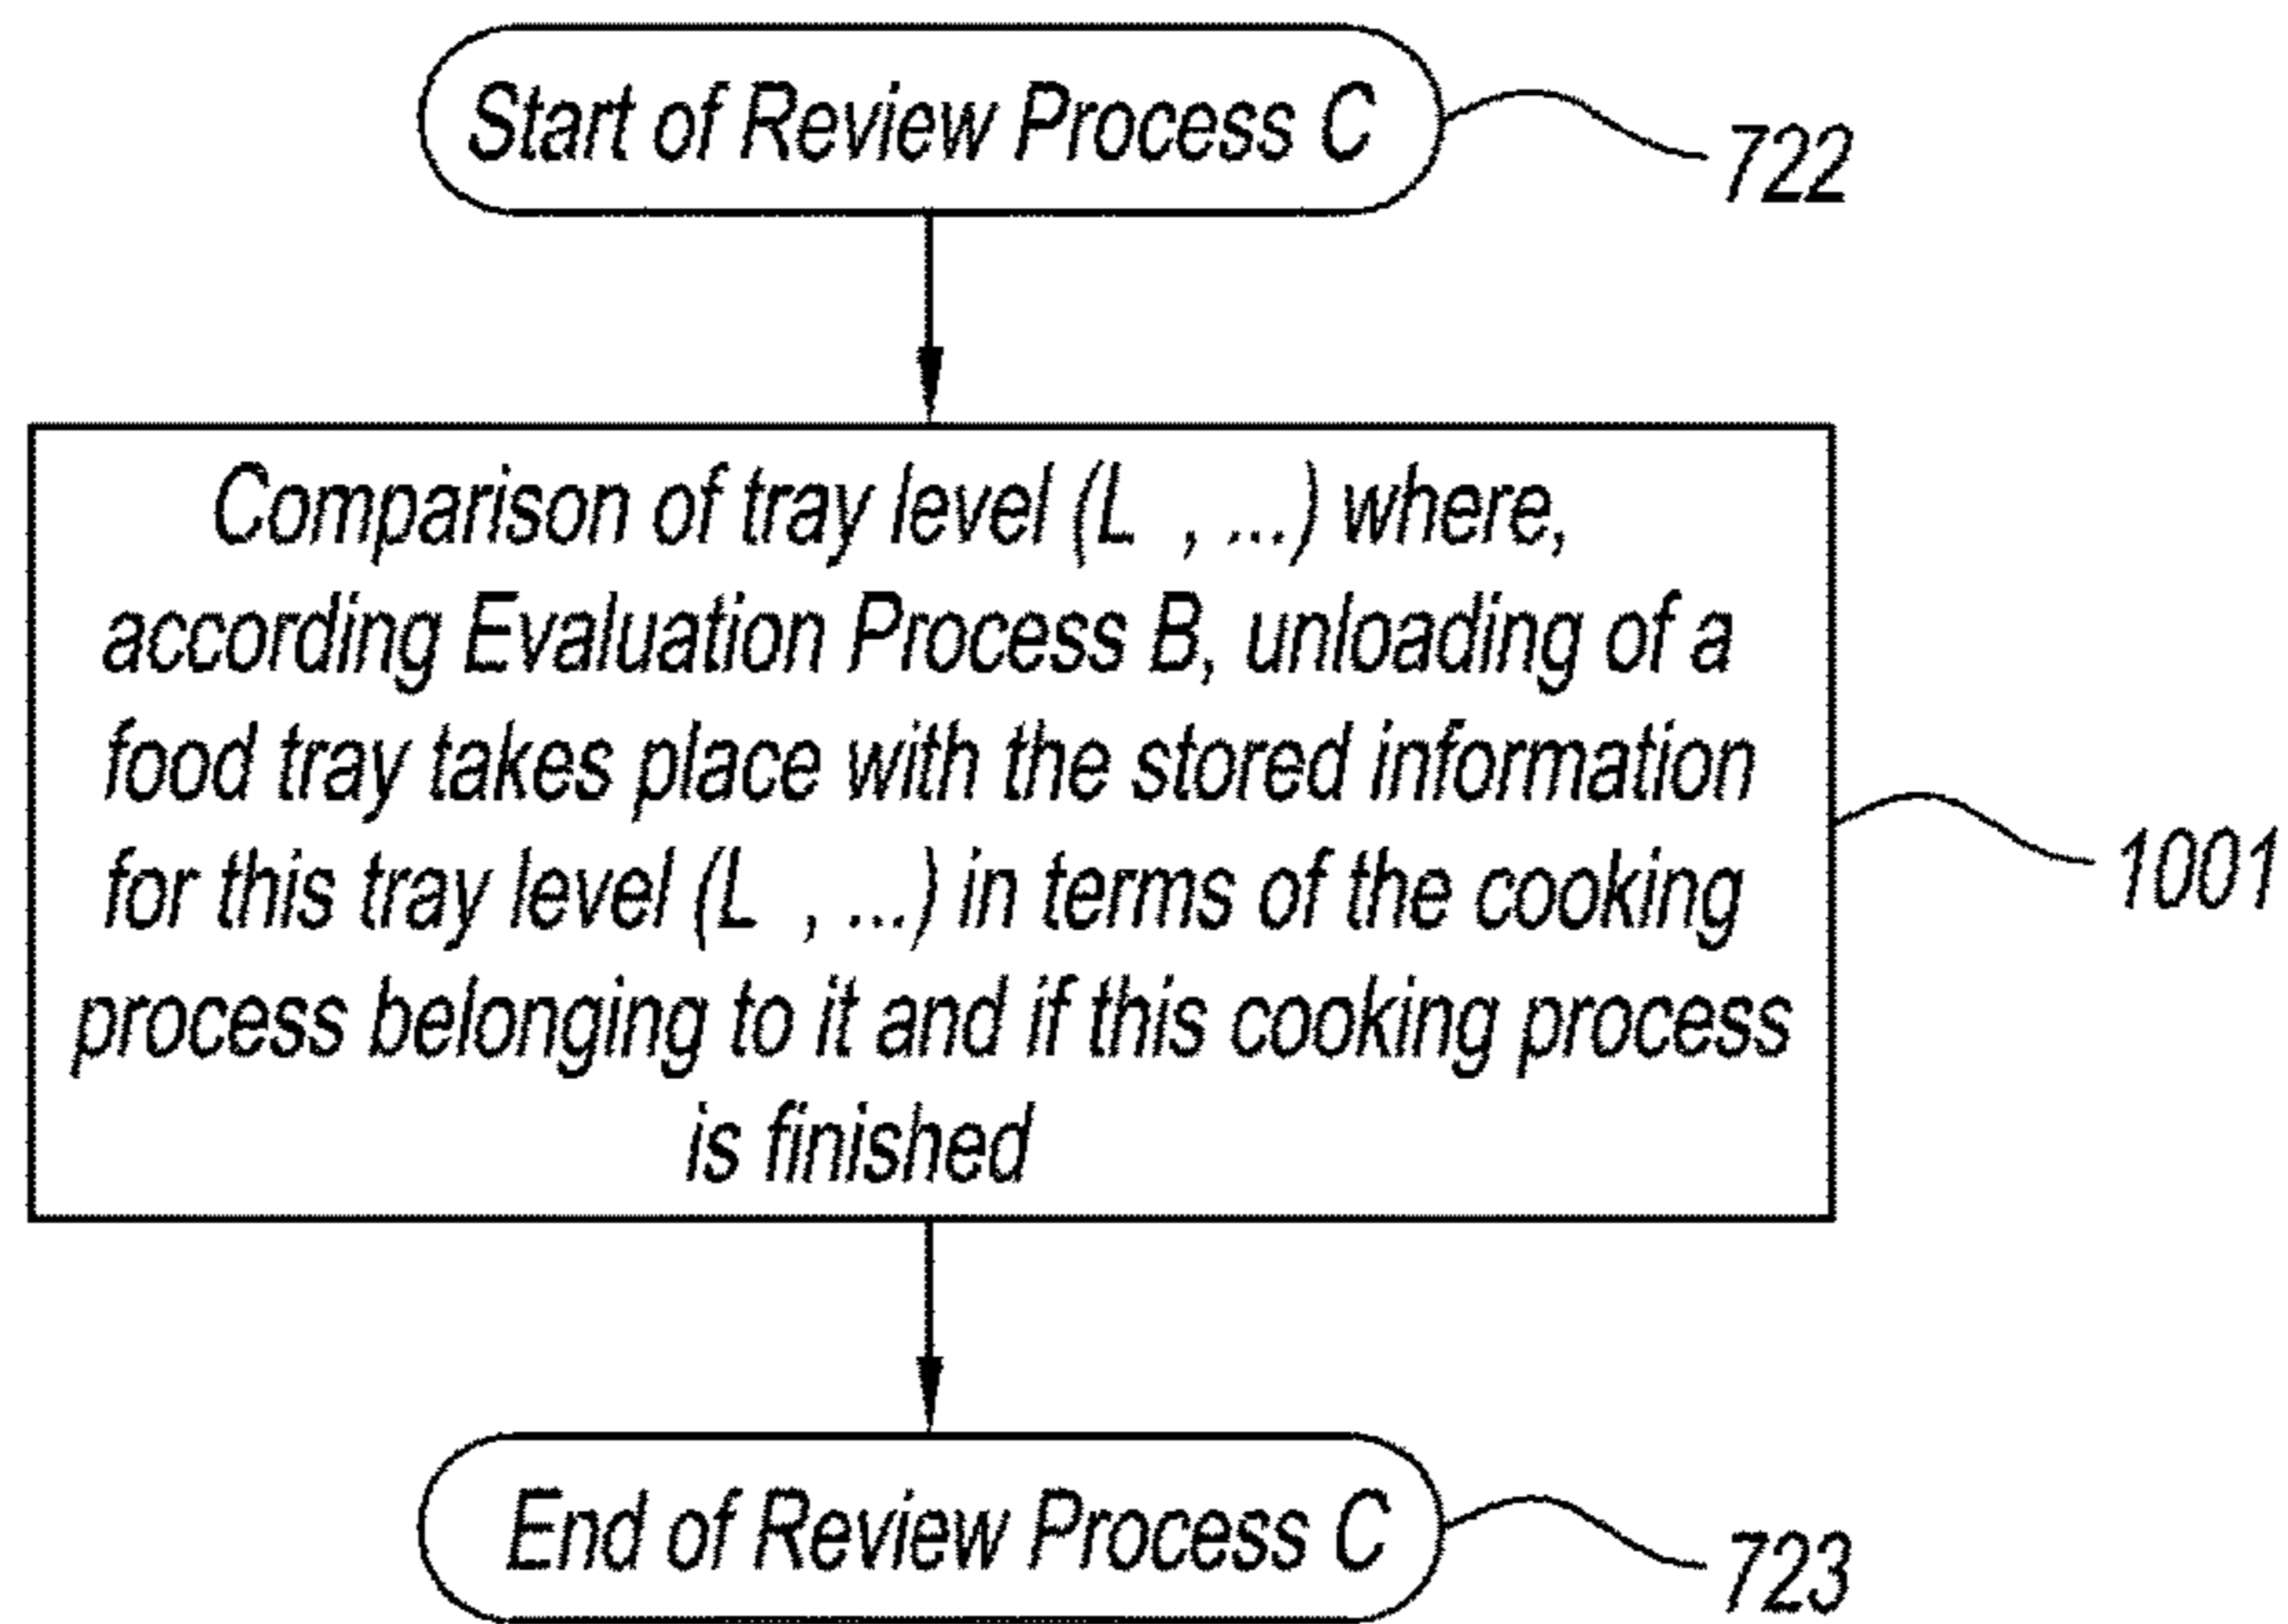 Start of Review Process C
722
Comparison of tray level (L , ...) where,
according Evaluation Process B, unloading of a
food tray takes place with the stored information
for this tray level (L , ...) in terms of the cooking
process belonging to it and if this cooking process
is finished
1001
End of Review Process C
723